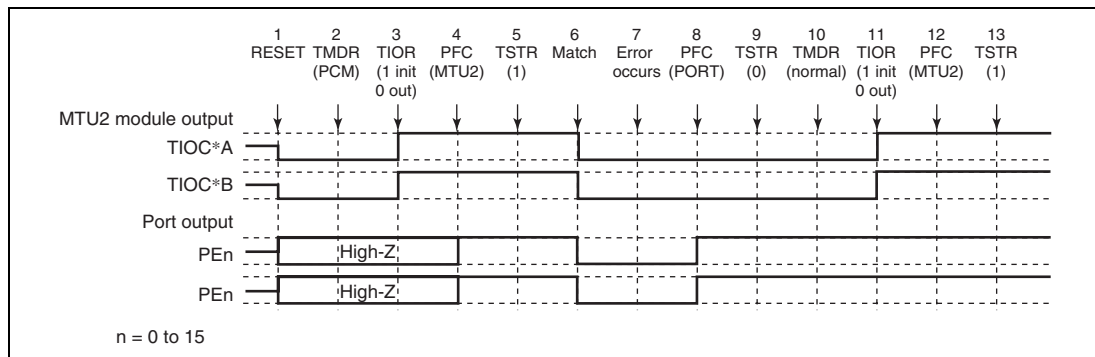 1 2 3 4 5 6 7 8 9 10 11 12 13
RESET TMDR TIOR PFC TSTR Match Error PFC TSTR TMDR TIOR PFC TSTR
(PCM) (1 init (MTU2) (1) occurs (PORT) (0) (normal) (1 init (MTU2) (1)
0 out) 0 out)
MTU2 module output
TIOC*A
TIOC*B
Port output
PEn High-Z
PEn High-Z
n = 0 to 15